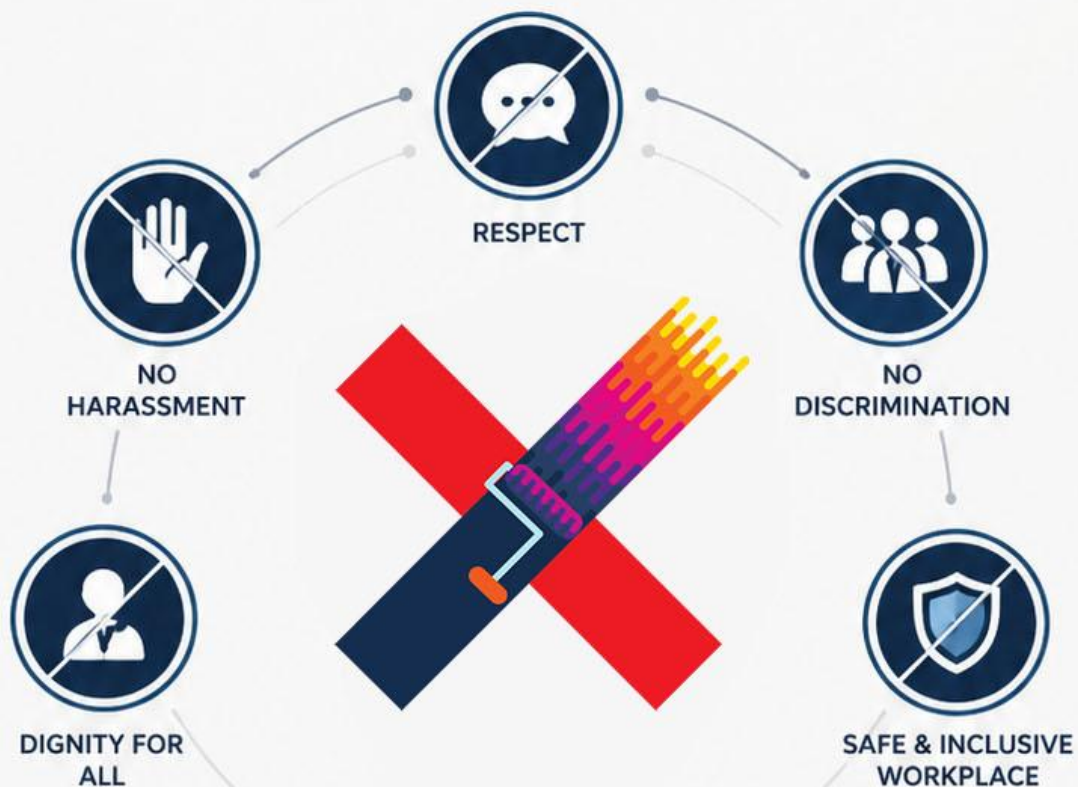 RESPECT
NO
HARASSMENT
NO
DISCRIMINATION
DIGNITY FOR
ALL
SAFE & INCLUSIVE
WORKPLACE